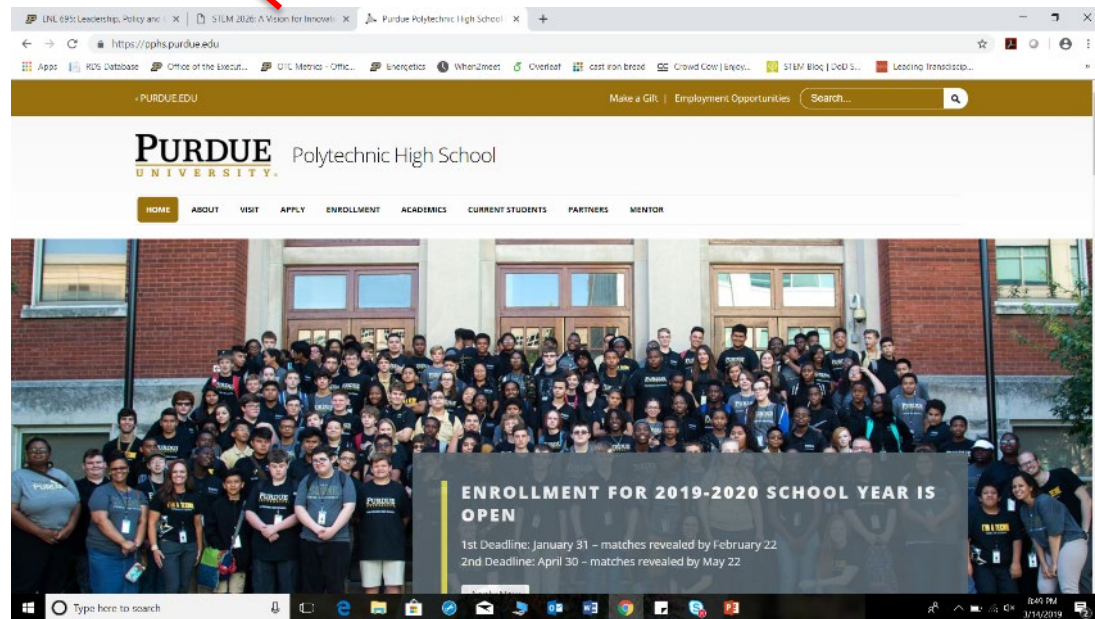 LNL 695: Leadership, Policy and
STEM 2026: A Vision for Innovati
Purdue Polytechnic High School
https://pphs.purdue.edu
Apps
RDS Database
Office of the Execut...
OTC Metrics - Offic...
Energetics
When2meet
Overleaf
cast iron bread
Crowd Cow | Enjoy...
STEM Blog | DoD S...
Leading Transdiscip...
PURDUE.EDU
Make a Gift | Employment Opportunities
Search...
PURDUE
UNIVERSITY.
Polytechnic High School
HOME ABOUT VISIT APPLY ENROLLMENT ACADEMICS CURRENT STUDENTS PARTNERS MENTOR
ENROLLMENT FOR 2019-2020 SCHOOL YEAR IS
OPEN
1st Deadline: January 31 – matches revealed by February 22
2nd Deadline: April 30 – matches revealed by May 22
Type here to search
8:49 PM
3/14/2019